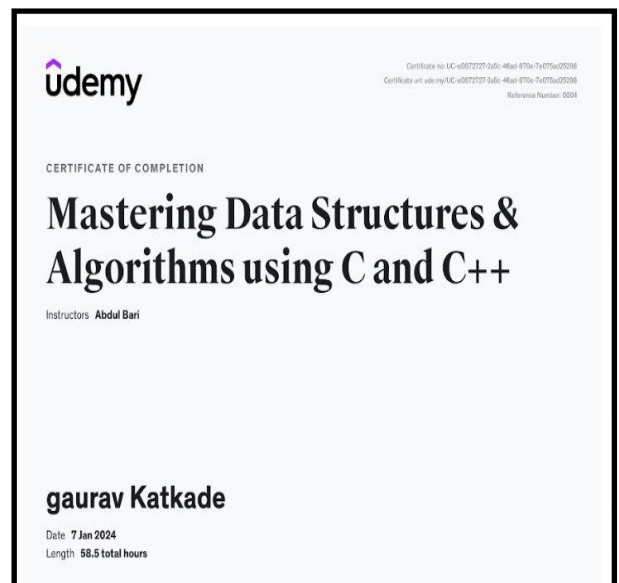 ûdemy
Certificate no: UC-e0672727-2a5c-46ad-870e-7e075ad25298
Certificate url: ude.my/UC-e0672727-2a5c-46ad-870e-7e075ad25298
Reference Number: 0004
CERTIFICATE OF COMPLETION
Mastering Data Structures &
Algorithms using C and C++
Instructors Abdul Bari
gaurav Katkade
Date 7 Jan 2024
Length 58.5 total hours